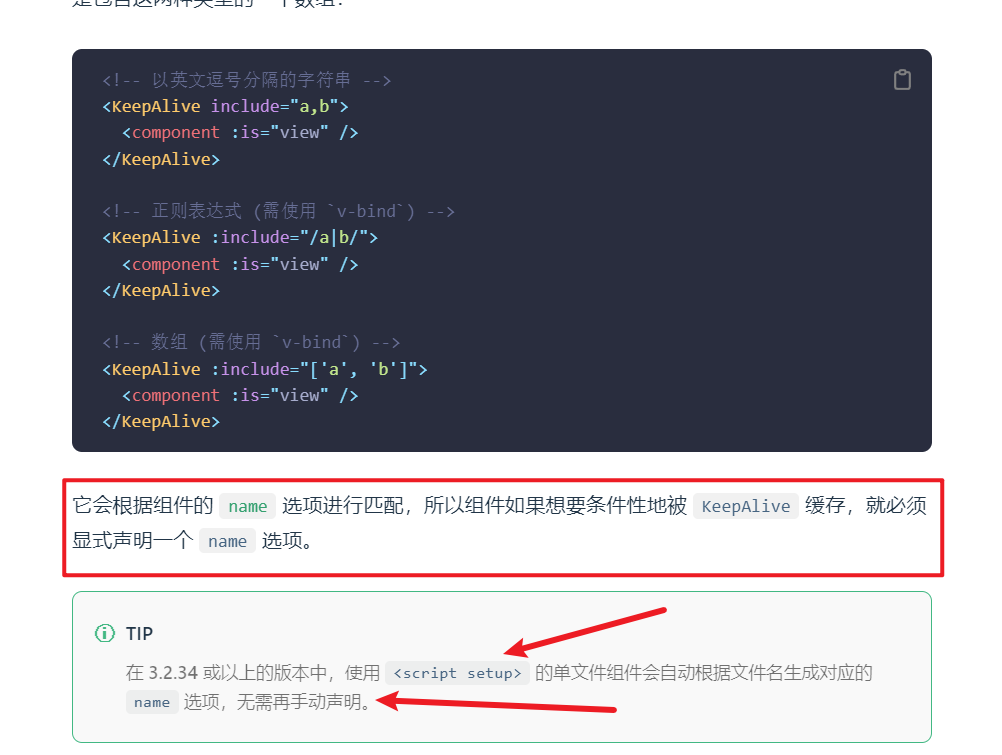 是包含这两种类型的一个数组：
<!-- 以英文逗号分隔的字符串 -->
<KeepAlive include="a,b">
  <component :is="view" />
</KeepAlive>
<!-- 正则表达式 (需使用 `v-bind`) -->
<KeepAlive :include="/a|b/">
  <component :is="view" />
</KeepAlive>
<!-- 数组 (需使用 `v-bind`) -->
<KeepAlive :include="['a', 'b']">
  <component :is="view" />
</KeepAlive>
它会根据组件的 name 选项进行匹配，所以组件如果想要条件性地被 KeepAlive 缓存，就必须
显式声明一个 name 选项。
TIP
在 3.2.34 或以上的版本中，使用 <script setup> 的单文件组件会自动根据文件名生成对应的
name 选项，无需再手动声明。